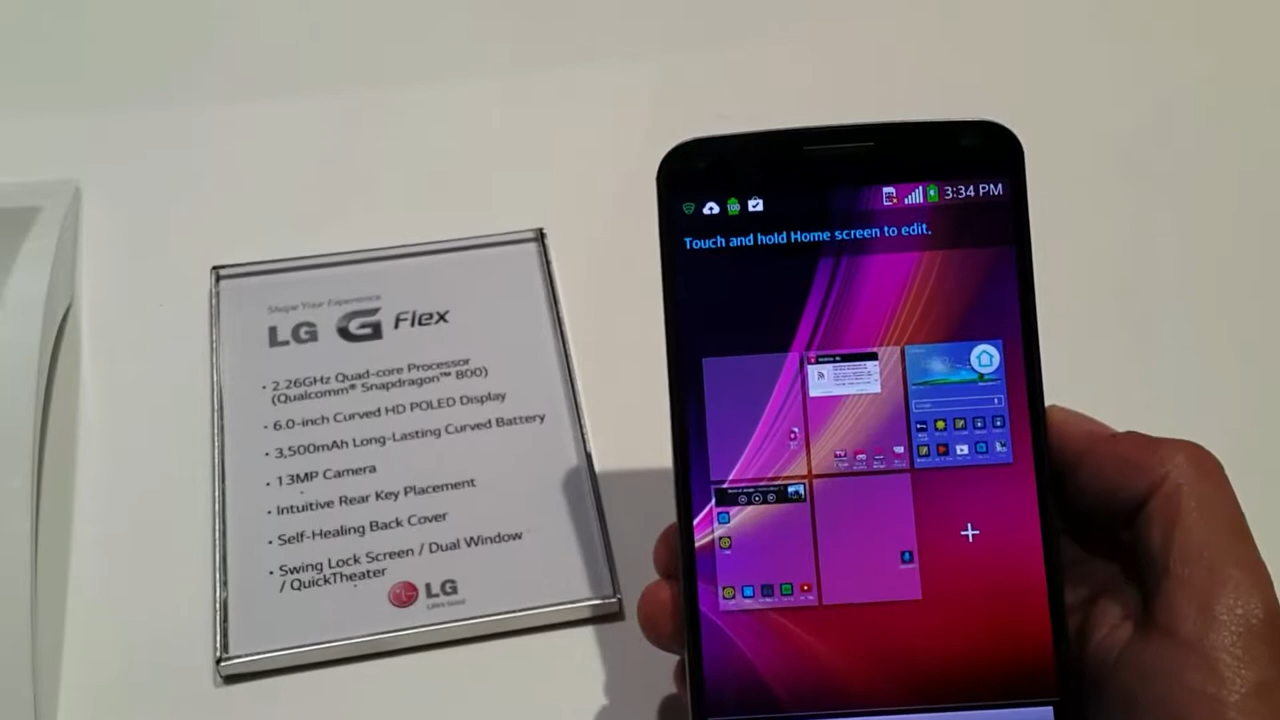 Shape Your Experience
LG G Flex
• 2.26GHz Quad-core Processor
(Qualcomm® Snapdragon™ 800)
• 6.0-inch Curved HD POLED Display
• 3,500mAh Long-Lasting Curved Battery
• 13MP Camera
• Intuitive Rear Key Placement
• Self-Healing Back Cover
• Swing Lock Screen / Dual Window
/ QuickTheater
LG
Life's Good
100
3:34 PM
Touch and hold Home screen to edit.
Google